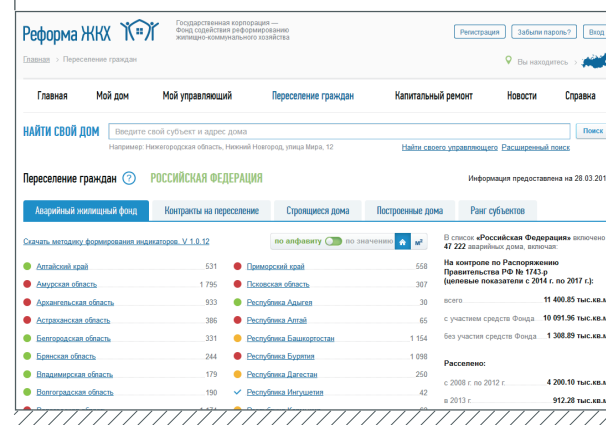 Реформа ЖКХ
Государственная корпорация —
Фонд содействия реформированию
жилищно-коммунального хозяйства
Регистрация Забыли пароль? Вход
Главная > Переселение граждан
Вы находитесь >
Главная Мой дом Мой управляющий Переселение граждан Капитальный ремонт Новости Справка
НАЙТИ СВОЙ ДОМ Введите свой субъект и адрес дома Поиск
Например: Нижегородская область, Нижний Новгород, улица Мира, 12 Найти своего управляющего Расширенный поиск
Переселение граждан ? РОССИЙСКАЯ ФЕДЕРАЦИЯ Информация предоставлена на 28.03.201
Аварийный жилищный фонд Контракты на переселение Строящиеся дома Построенные дома Ранг субъектов
Скачать методику формирования индикаторов V 1.0.12 по алфавиту по значению м²
В список «Российская Федерация» включено
47 222 аварийных дома, включая:
На контроле по Распоряжению
Правительства РФ № 1743-р
(целевые показатели с 2014 г. по 2017 г.):
всего 11 400.85 тыс.кв.м
с участием средств Фонда 10 091.96 тыс.кв.м
без участия средств Фонда 1 308.89 тыс.кв.м
Расселено:
с 2008 г. по 2012 г. 4 200.10 тыс.кв.м
в 2013 г. 912.28 тыс.кв.м
Алтайский край 531 Приморский край 558
Амурская область 1 795 Псковская область 307
Архангельская область 933 Республика Адыгея 30
Астраханская область 386 Республика Алтай 65
Белгородская область 331 Республика Башкортостан 1 154
Брянская область 244 Республика Бурятия 1 098
Владимирская область 179 Республика Дагестан 250
Волгоградская область 190 Республика Ингушетия 42